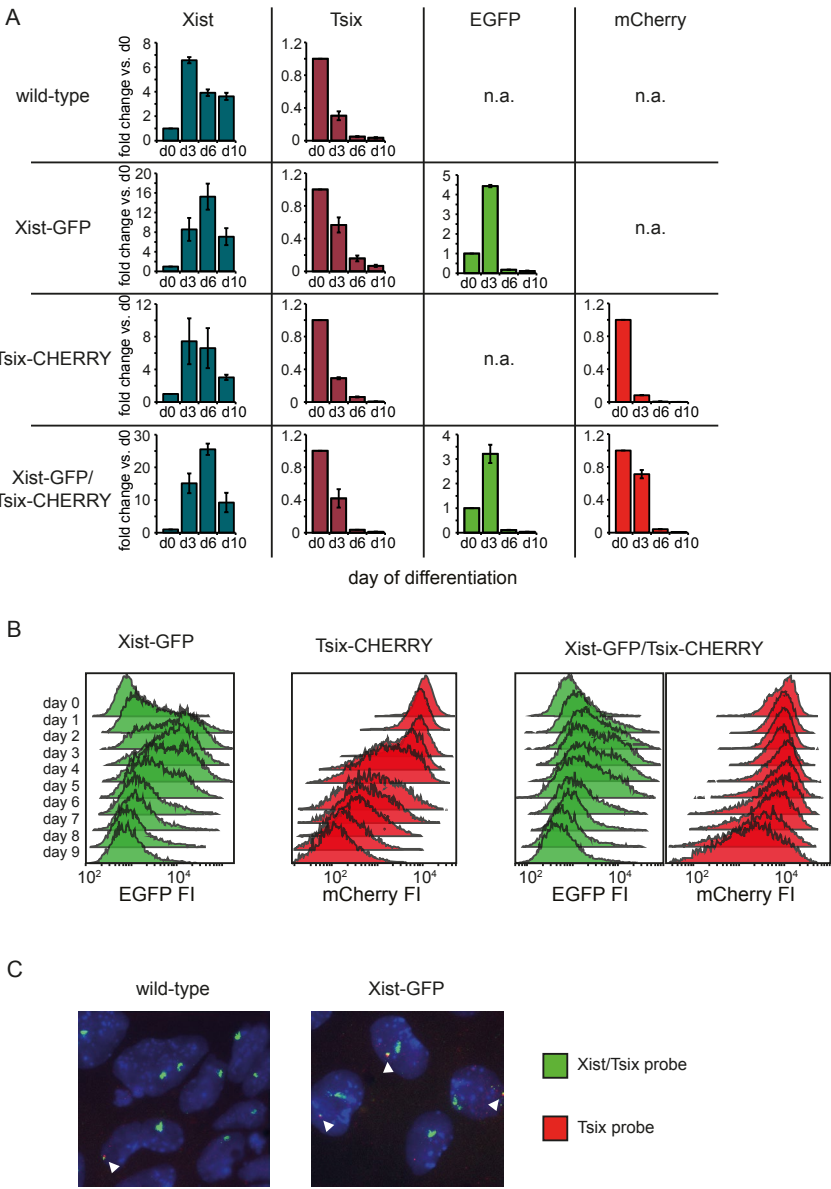 A
Xist
Tsix
EGFP
mCherry
wild-type
fold change vs. d0
8
6
4
2
0
d0 d3 d6 d10
1.2
0.8
0.4
0
d0 d3 d6 d10
n.a.
n.a.
Xist-GFP
fold change vs. d0
20
16
12
8
4
0
d0 d3 d6 d10
1.2
0.8
0.4
0
d0 d3 d6 d10
5
4
3
2
1
0
d0 d3 d6 d10
n.a.
Tsix-CHERRY
fold change vs. d0
12
8
4
0
d0 d3 d6 d10
1.2
0.8
0.4
0
d0 d3 d6 d10
n.a.
1.2
0.8
0.4
0
d0 d3 d6 d10
Xist-GFP/
Tsix-CHERRY
fold change vs. d0
30
20
10
0
d0 d3 d6 d10
1.2
0.8
0.4
0
d0 d3 d6 d10
4
3
2
1
0
d0 d3 d6 d10
1.2
0.8
0.4
0
d0 d3 d6 d10
day of differentiation
B
Xist-GFP
Tsix-CHERRY
Xist-GFP/Tsix-CHERRY
day 0
day 1
day 2
day 3
day 4
day 5
day 6
day 7
day 8
day 9
10² 10⁴
EGFP FI
10² 10⁴
mCherry FI
10² 10⁴
EGFP FI
10² 10⁴
mCherry FI
C
wild-type
Xist-GFP
Xist/Tsix probe
Tsix probe